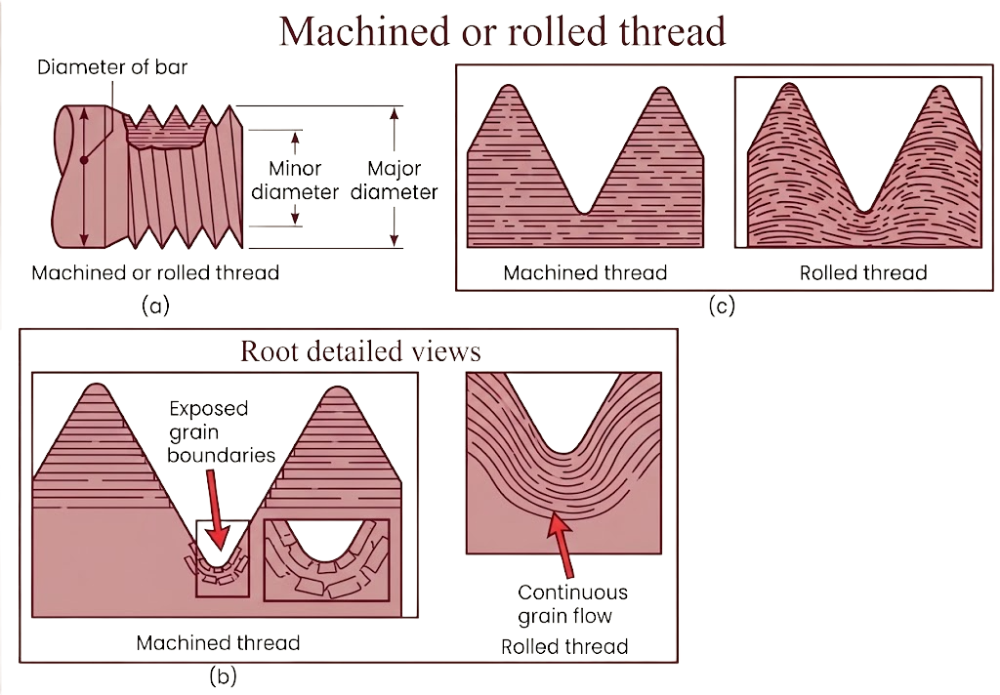 Machined or rolled thread
Diameter of bar
Minor
diameter
Major
diameter
Machined or rolled thread
(a)
Machined thread
Rolled thread
(c)
Root detailed views
Exposed
grain
boundaries
Machined thread
Continuous
grain flow
Rolled thread
(b)